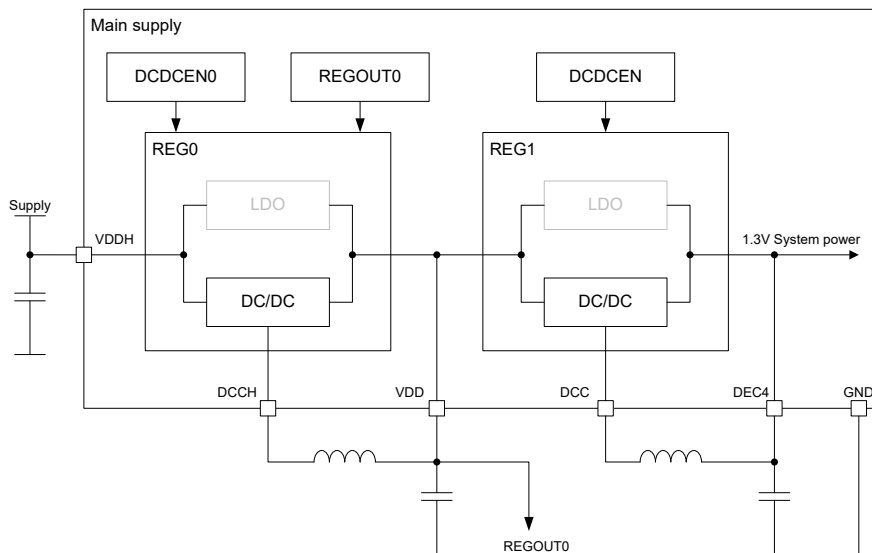 Main supply
DCDCEN0
REGOUT0
DCDCEN
REG0
REG1
LDO
LDO
Supply
VDDH
1.3V System power
DC/DC
DC/DC
DCCH
VDD
DCC
DEC4
GND
REGOUT0